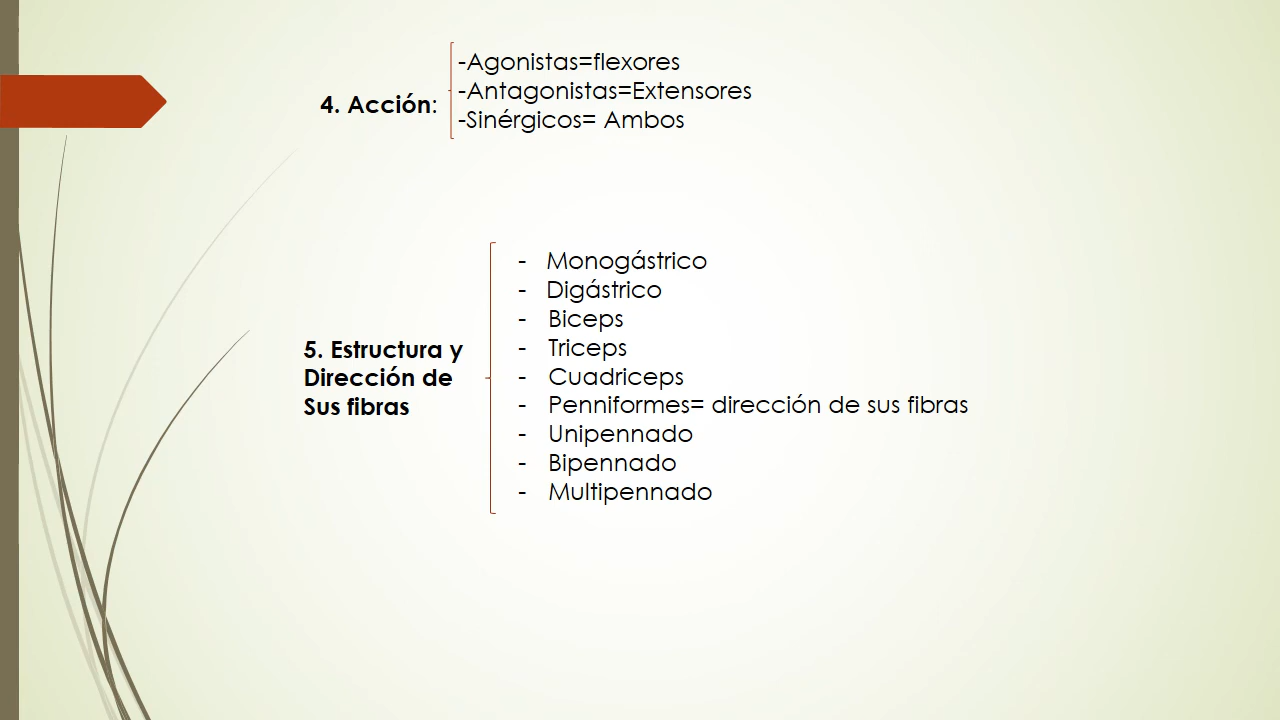 4. Acción:
-Agonistas=flexores
-Antagonistas=Extensores
-Sinérgicos= Ambos
5. Estructura y
Dirección de
Sus fibras
- Monogástrico
- Digástrico
- Biceps
- Triceps
- Cuadriceps
- Penniformes= dirección de sus fibras
- Unipennado
- Bipennado
- Multipennado